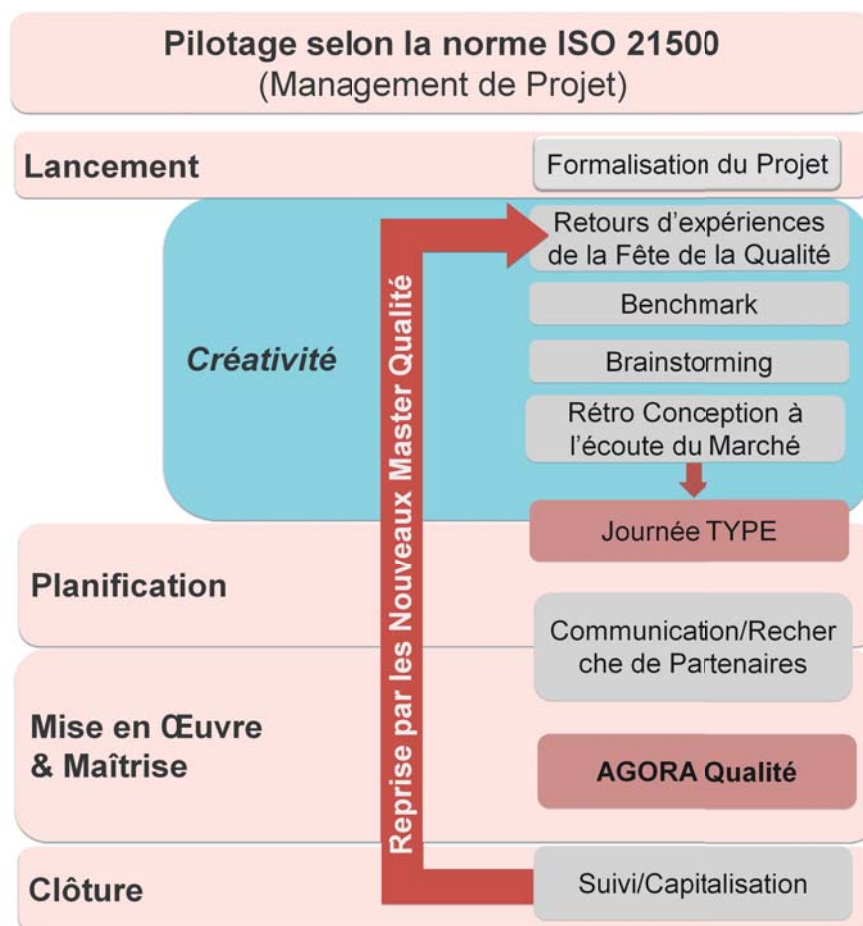 Pilotage selon la norme ISO 21500
(Management de Projet)
Lancement
Formalisation du Projet
Créativité
Retours d'expériences
de la Fête de la Qualité
Benchmark
Brainstorming
Rétro Conception à
l'écoute du Marché
Journée TYPE
Planification
Communication/Recher
che de Partenaires
Mise en Œuvre
& Maîtrise
AGORA Qualité
Clôture
Suivi/Capitalisation
Reprise par les Nouveaux Master Qualité